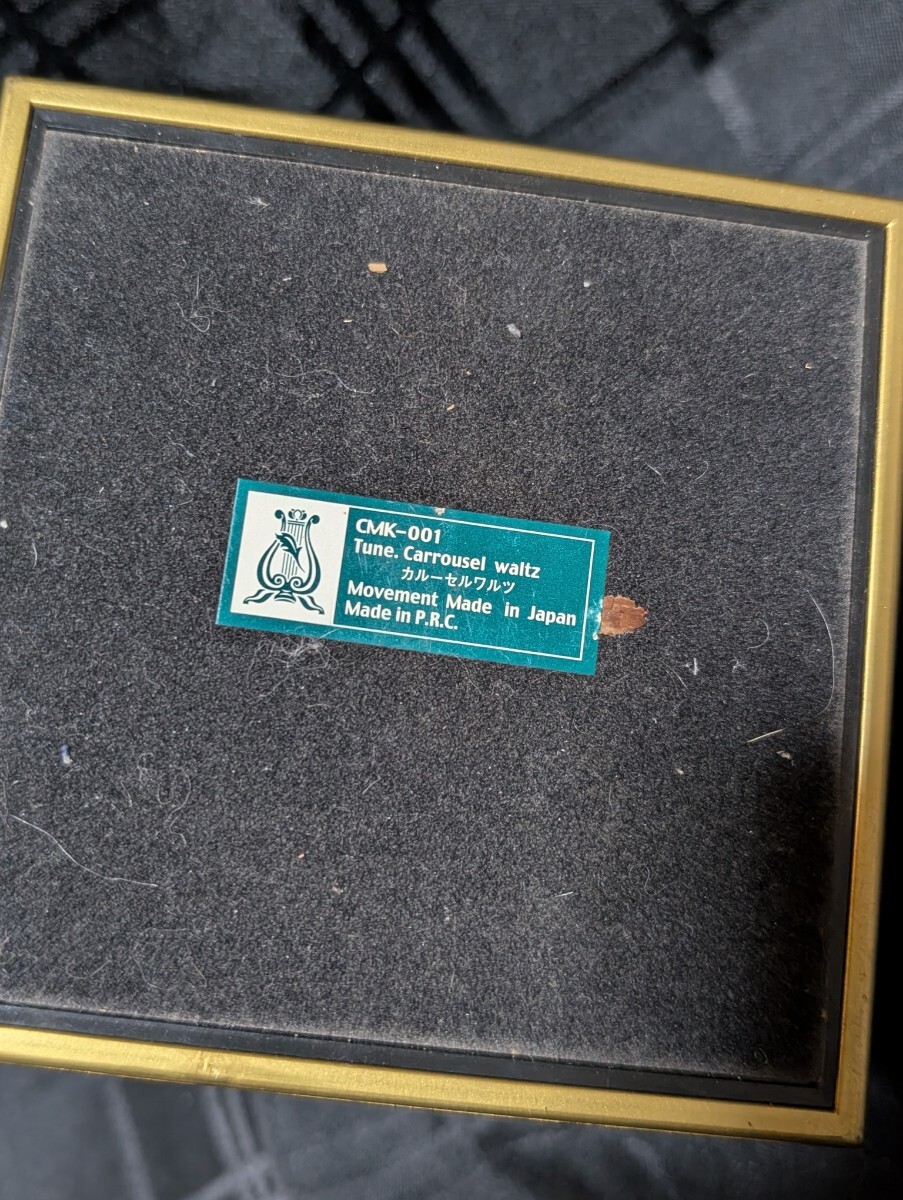 CMK-001
Tune. Carrousel waltz
カルーセルワルツ
Movement Made in Japan
Made in P.R.C.